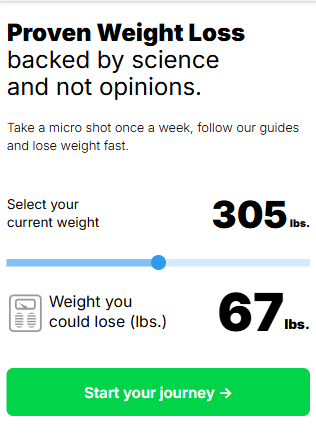 Proven Weight Loss
backed by science
and not opinions.
Take a micro shot once a week, follow our guides
and lose weight fast.
Select your
current weight
305 lbs.
Weight you
could lose (lbs.)
67 lbs.
Start your journey →